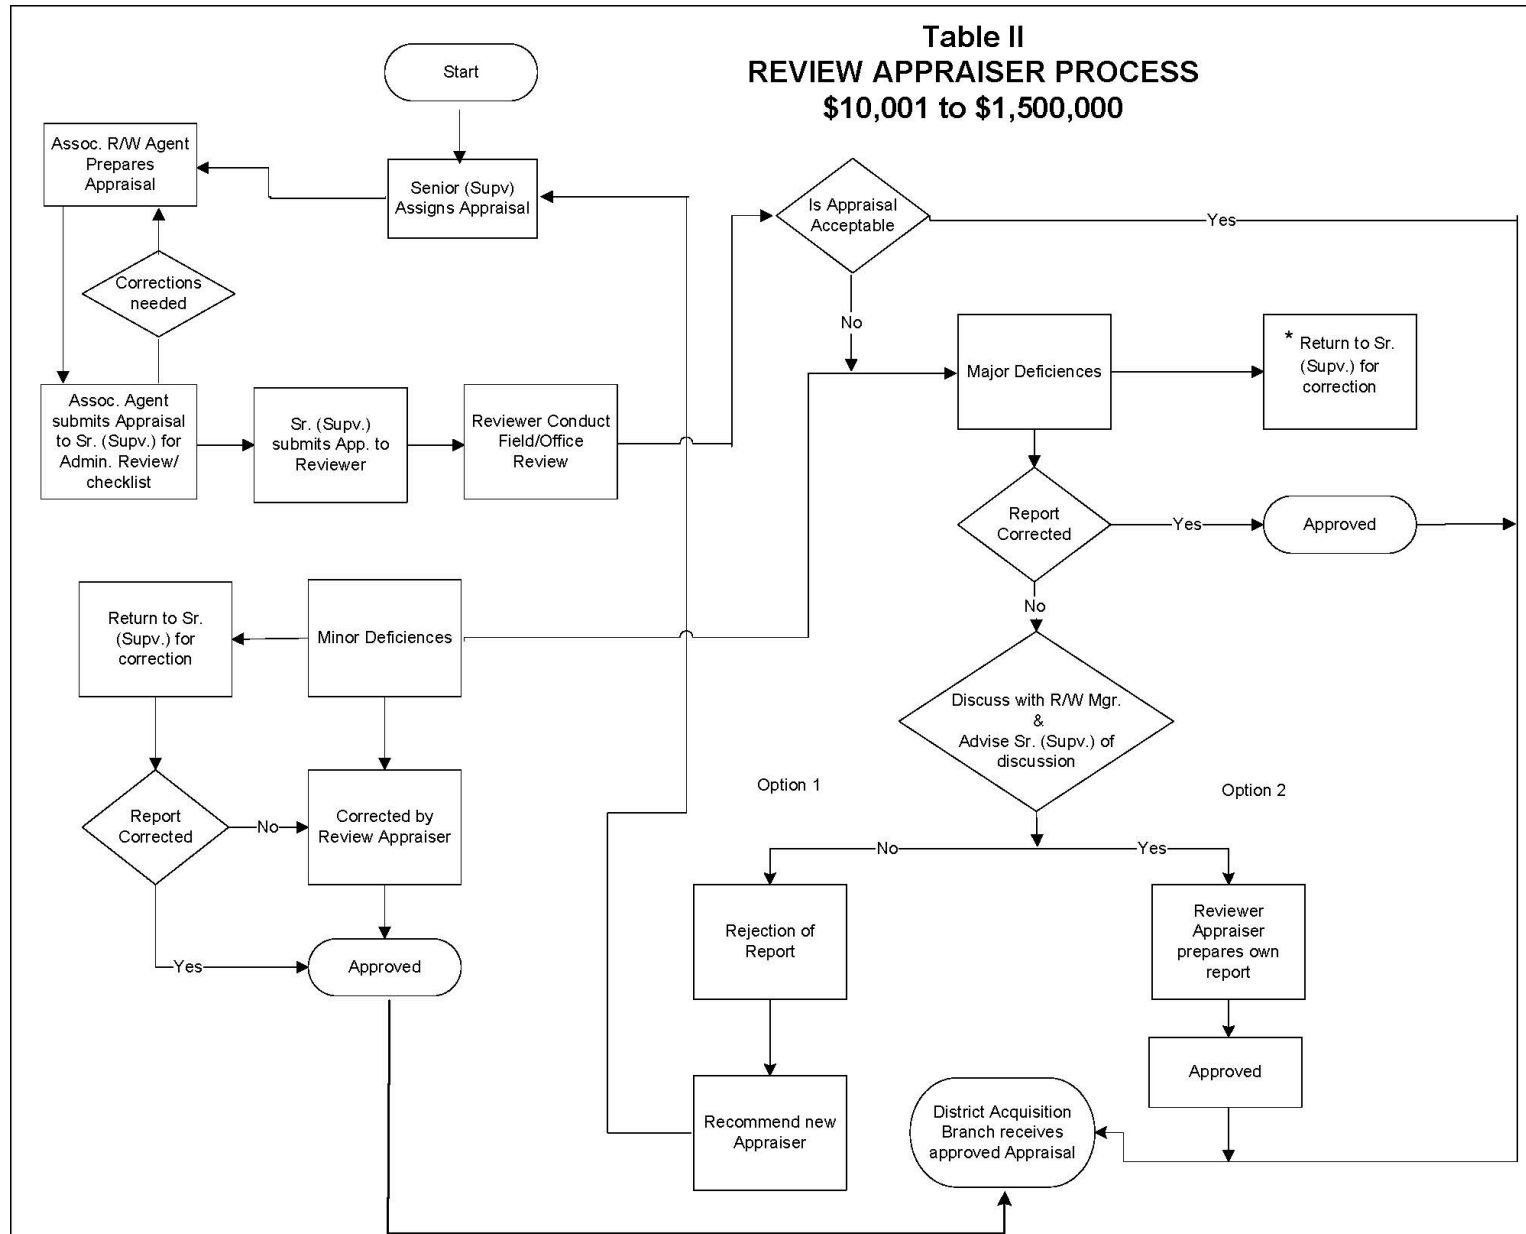 Table II
REVIEW APPRAISER PROCESS
$10,001 to $1,500,000
Start
Assoc. R/W Agent
Prepares
Appraisal
Senior (Supv)
Assigns Appraisal
Is Appraisal
Acceptable
Yes
Corrections
needed
No
Major Deficiences
* Return to Sr.
(Supv.) for
correction
Assoc. Agent
submits Appraisal
to Sr. (Supv.) for
Admin. Review/
checklist
Sr. (Supv.)
submits App. to
Reviewer
Reviewer Conduct
Field/Office
Review
Report
Corrected
Yes
Approved
No
Return to Sr.
(Supv.) for
correction
Minor Deficiences
Discuss with R/W Mgr.
&
Advise Sr. (Supv.) of
discussion
Option 1
Option 2
Report
Corrected
No
Corrected by
Review Appraiser
No
Yes
Rejection of
Report
Reviewer
Appraiser
prepares own
report
Yes
Approved
Approved
Recommend new
Appraiser
District Acquisition
Branch receives
approved Appraisal